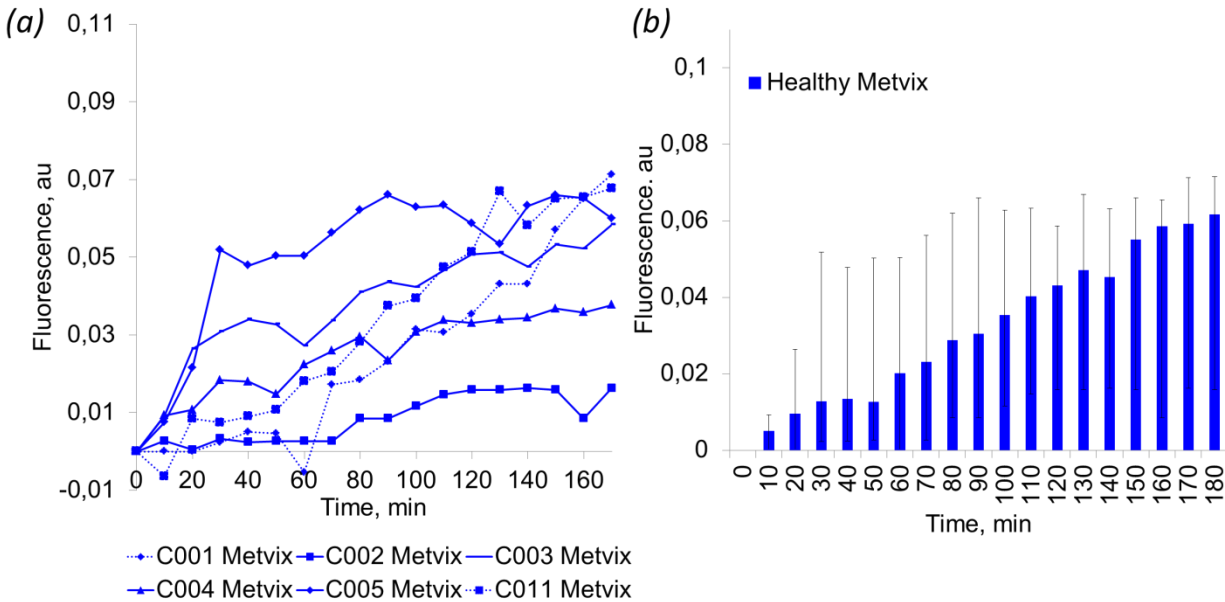 (a)
0,11
0,09
0,07
0,05
0,03
0,01
-0,01
Fluorescence, au
0 20 40 60 80 100 120 140 160
Time, min
C001 Metvix C002 Metvix C003 Metvix
C004 Metvix C005 Metvix C011 Metvix
(b)
0,1
0,08
0,06
0,04
0,02
0
Fluorescence. au
Healthy Metvix
0 10 20 30 40 50 60 70 80 90 100 110 120 130 140 150 160 170 180
Time, min